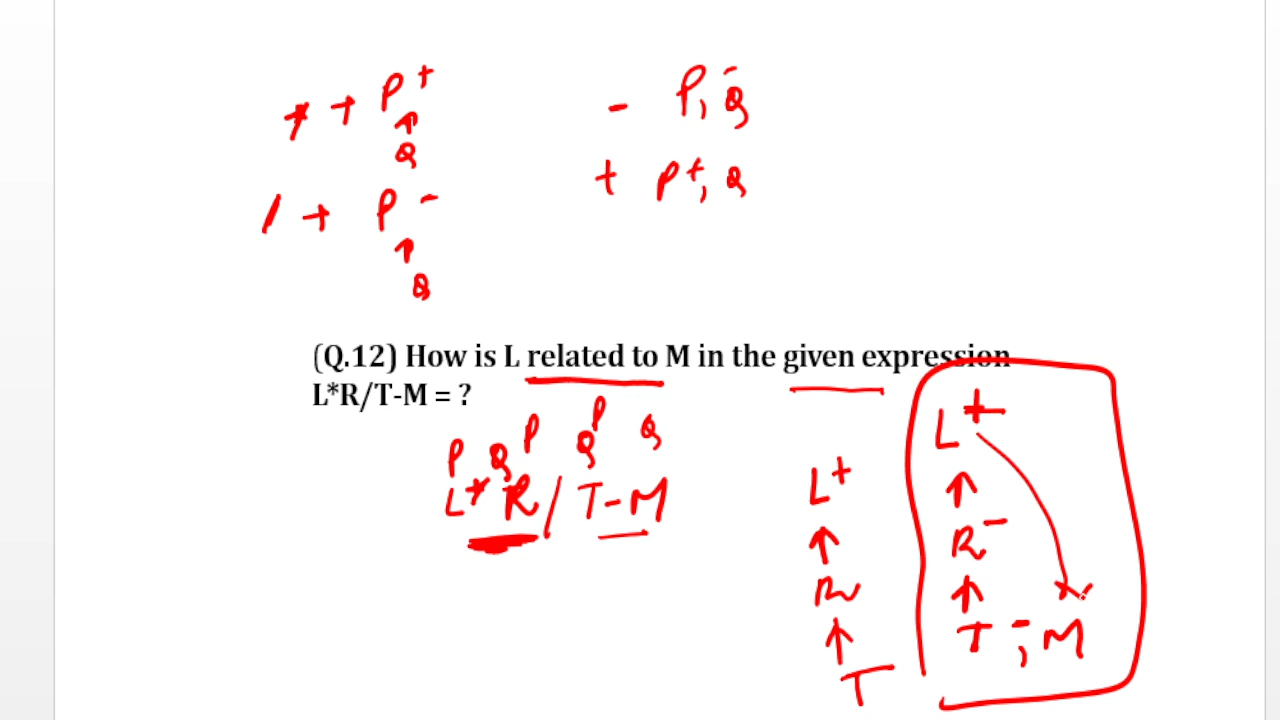 * + P+
↑
Q
/ + P -
↑
Q
- P, Q-
+ P+, Q
(Q.12) How is L related to M in the given expression
L*R/T-M = ?
P Q P Q P Q
L* R / T - M
L+
↑
R
↑
T
L+
↑
R-
↑
T-; M